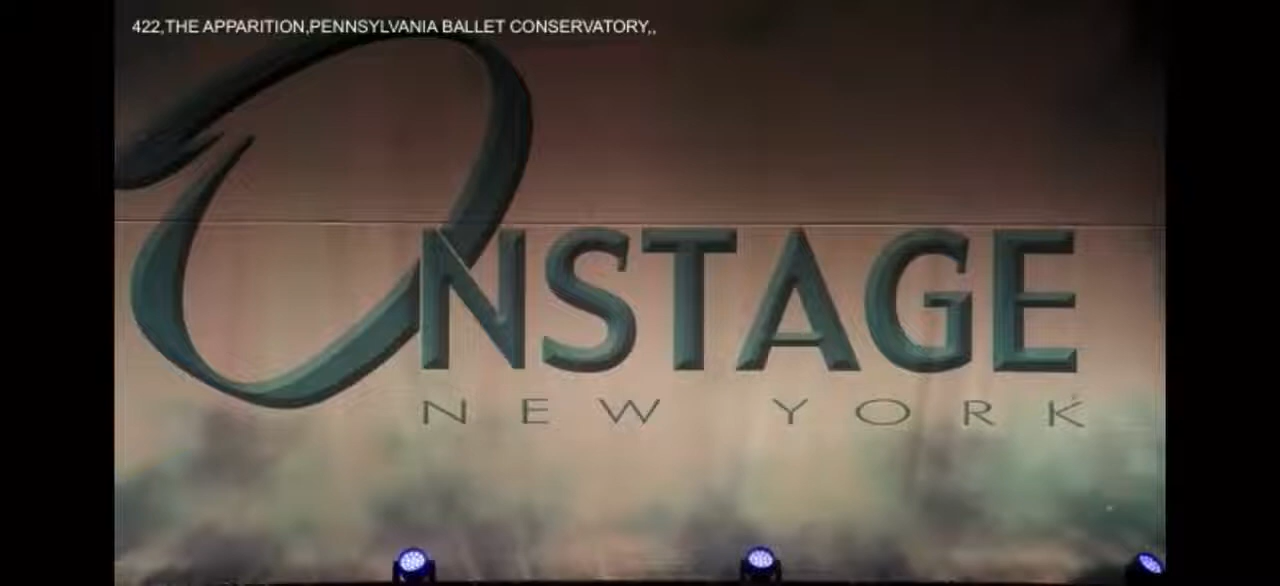 422,THE APPARITION,PENNSYLVANIA BALLET CONSERVATORY,,
ONSTAGE
NEW YORK